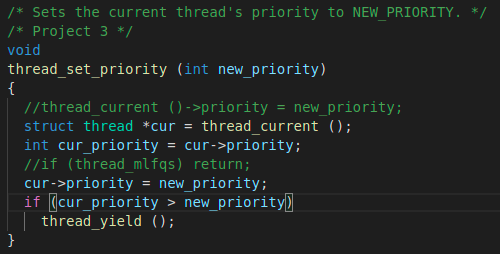 /* Sets the current thread's priority to NEW_PRIORITY. */
/* Project 3 */
void
thread_set_priority (int new_priority)
{
  //thread_current ()->priority = new_priority;
  struct thread *cur = thread_current ();
  int cur_priority = cur->priority;
  //if (thread_mlfqs) return;
  cur->priority = new_priority;
  if (cur_priority > new_priority)
    thread_yield ();
}